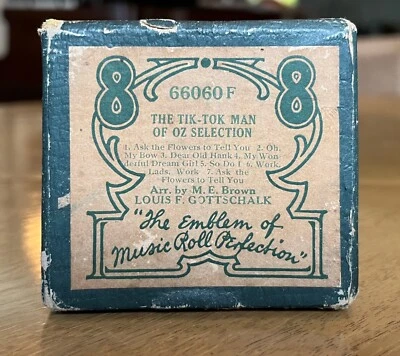 8 8
66060 F
THE TIK-TOK MAN
OF OZ SELECTION
1. Ask the Flowers to Tell You 2. Oh,
My Bow 3. Dear Old Hank 4. My Won
derful Dream Girl 5. So Do I 6. Work,
Lads, Work 7. Ask the
Flowers to Tell You
Arr. by M. E. Brown
LOUIS F. GOTTSCHALK
"The Emblem of
Music Roll Perfection"